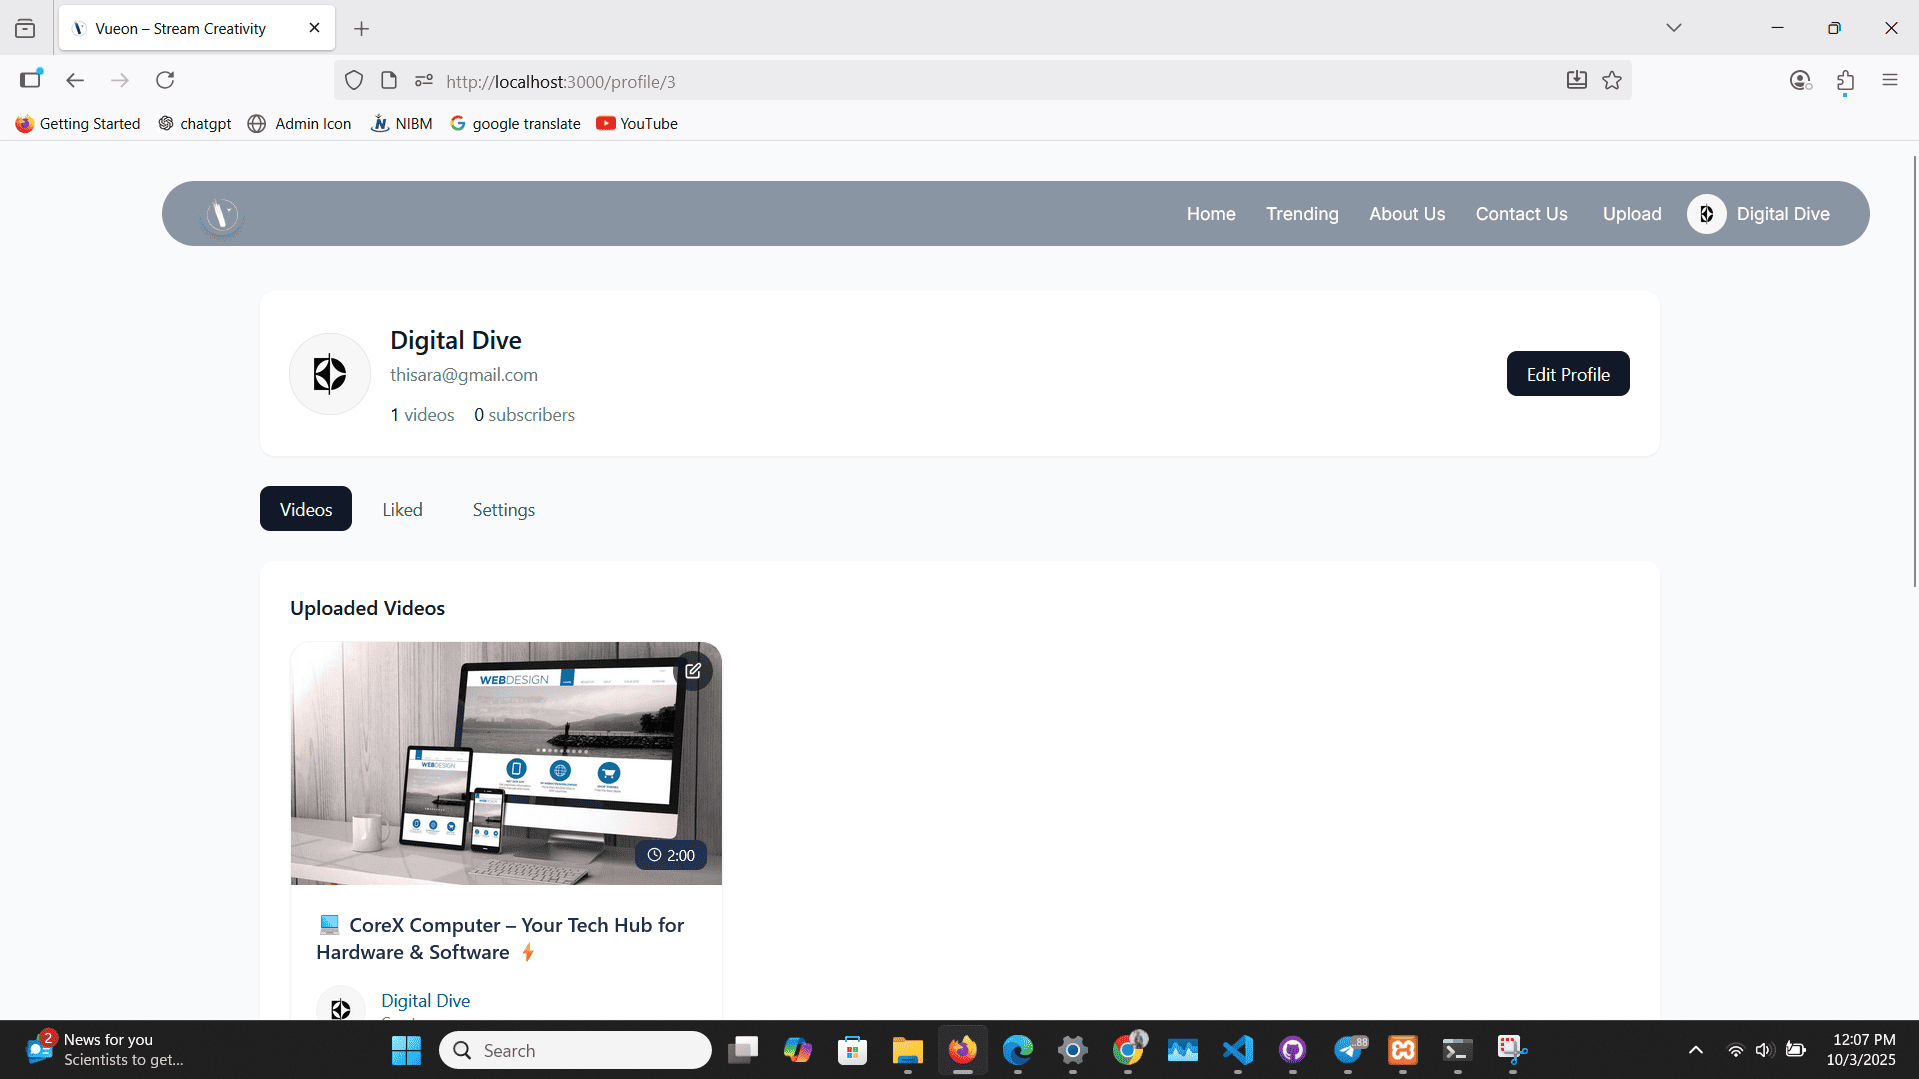 Vueon – Stream Creativity
http://localhost:3000/profile/3
Getting Started
chatgpt
Admin Icon
NIBM
google translate
YouTube
Home
Trending
About Us
Contact Us
Upload
Digital Dive
Digital Dive
thisara@gmail.com
1 videos 0 subscribers
Edit Profile
Videos
Liked
Settings
Uploaded Videos
WEBDESIGN
WEBDESIGN
2:00
💻 CoreX Computer – Your Tech Hub for
Hardware & Software ⚡
Digital Dive
2
News for you
Scientists to get...
Search
.88
12:07 PM
10/3/2025